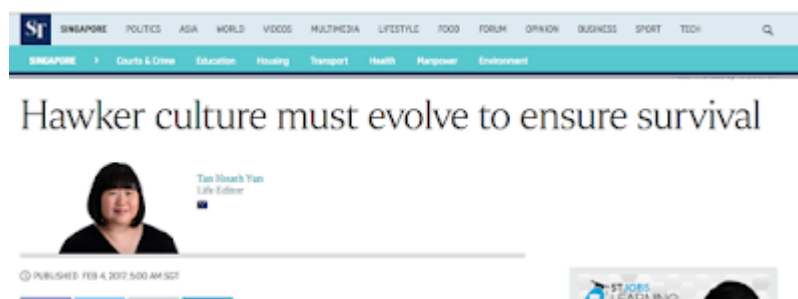 ST SINGAPORE POLITICS ASIA WORLD VIDEOS MULTIMEDIA LIFESTYLE FOOD FORUM OPINION BUSINESS SPORT TECH
SINGAPORE > Courts & Crime Education Housing Transport Health Manpower Environment
Hawker culture must evolve to ensure survival
Tan Hsueh Yun
Life Editor
PUBLISHED FEB 4, 2017, 5:00 AM SGT
STJOBS
LEARNING